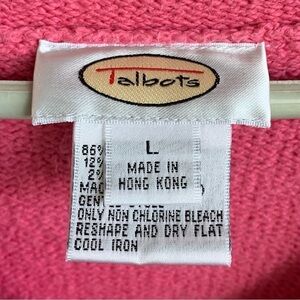 Talbots
L
MADE IN
HONG KONG
86%
12%
2%
ONLY NON CHLORINE BLEACH
RESHAPE AND DRY FLAT
COOL IRON